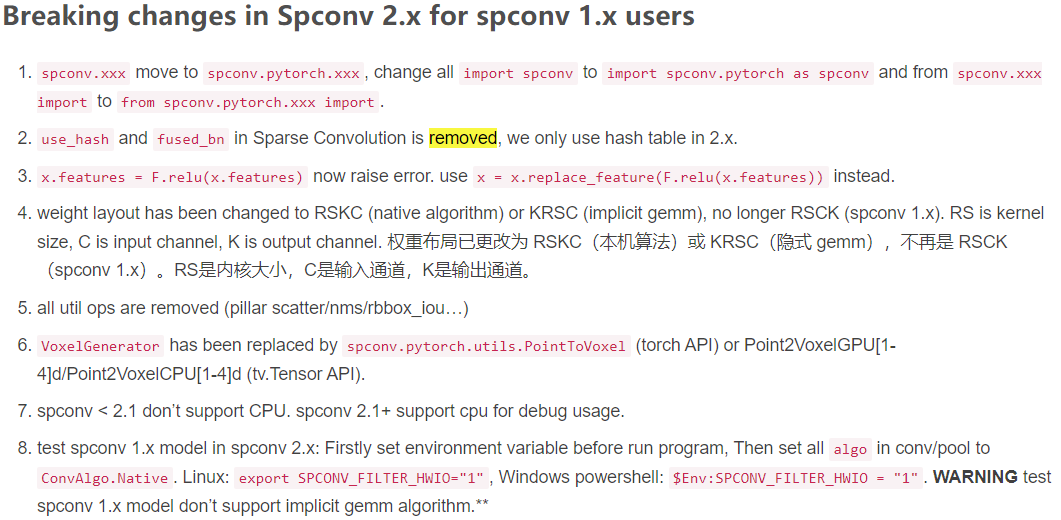 Breaking changes in Spconv 2.x for spconv 1.x users
1. spconv.xxx move to spconv.pytorch.xxx, change all import spconv to import spconv.pytorch as spconv and from spconv.xxx
import to from spconv.pytorch.xxx import.
2. use_hash and fused_bn in Sparse Convolution is removed, we only use hash table in 2.x.
3. x.features = F.relu(x.features) now raise error. use x = x.replace_feature(F.relu(x.features)) instead.
4. weight layout has been changed to RSKC (native algorithm) or KRSC (implicit gemm), no longer RSCK (spconv 1.x). RS is kernel
size, C is input channel, K is output channel. 权重布局已更改为 RSKC（本机算法）或 KRSC（隐式 gemm），不再是 RSCK
（spconv 1.x）。RS是内核大小，C是输入通道，K是输出通道。
5. all util ops are removed (pillar scatter/nms/rbbox_iou…)
6. VoxelGenerator has been replaced by spconv.pytorch.utils.PointToVoxel (torch API) or Point2VoxelGPU[1-
4]d/Point2VoxelCPU[1-4]d (tv.Tensor API).
7. spconv < 2.1 don’t support CPU. spconv 2.1+ support cpu for debug usage.
8. test spconv 1.x model in spconv 2.x: Firstly set environment variable before run program, Then set all algo in conv/pool to
ConvAlgo.Native. Linux: export SPCONV_FILTER_HWIO="1", Windows powershell: $Env:SPCONV_FILTER_HWIO = "1". WARNING test
spconv 1.x model don’t support implicit gemm algorithm.**